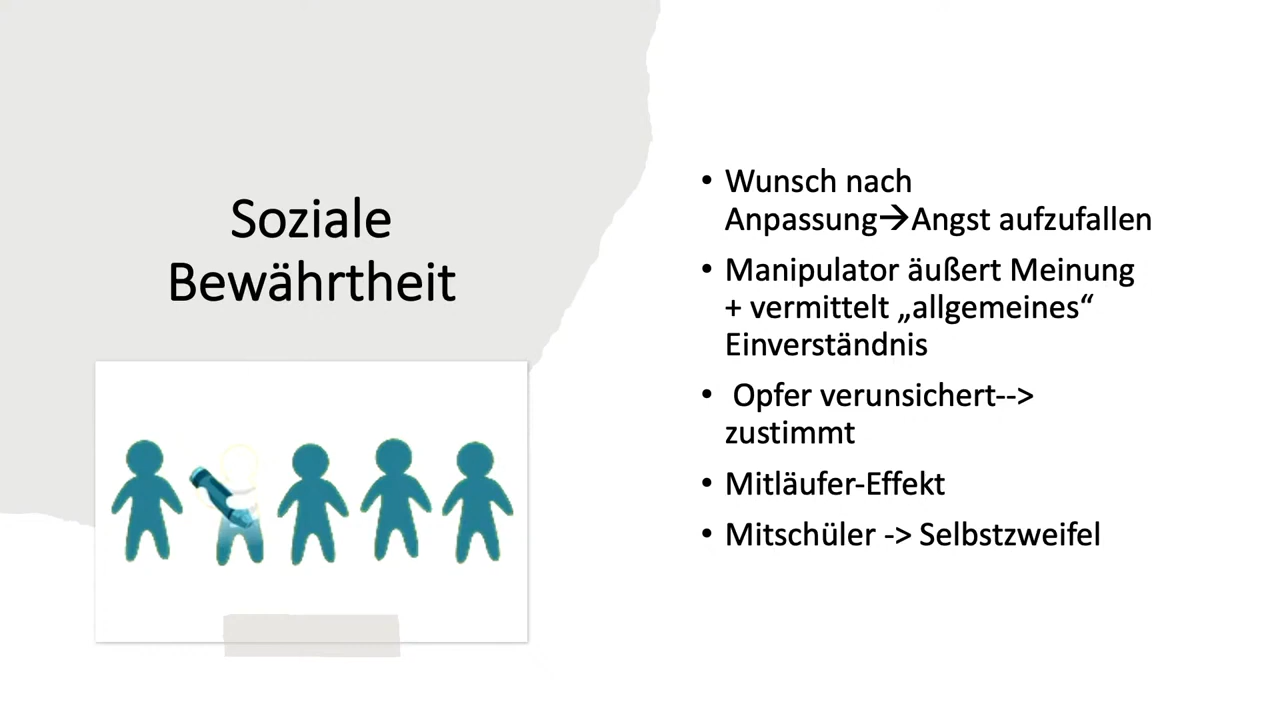 Soziale
Bewährtheit
• Wunsch nach
Anpassung→Angst aufzufallen
• Manipulator äußert Meinung
+ vermittelt „allgemeines“
Einverständnis
• Opfer verunsichert-->
zustimmt
• Mitläufer-Effekt
• Mitschüler -> Selbstzweifel